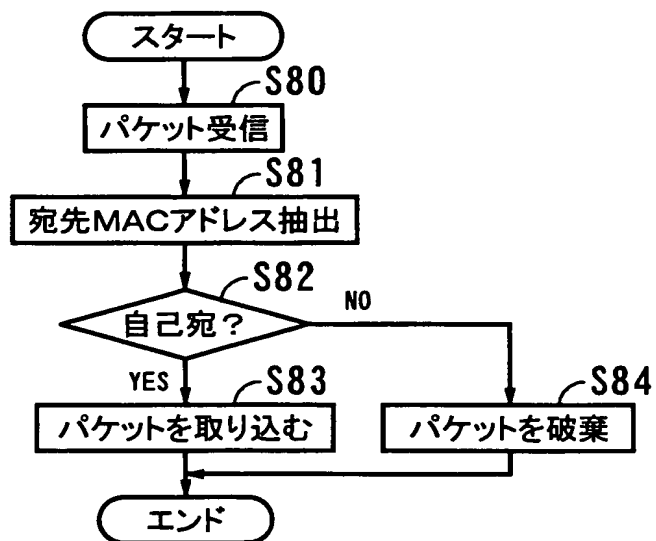 スタート
S80
パケット受信
S81
宛先MACアドレス抽出
S82
自己宛？
NO
YES
S83
パケットを取り込む
S84
パケットを破棄
エンド